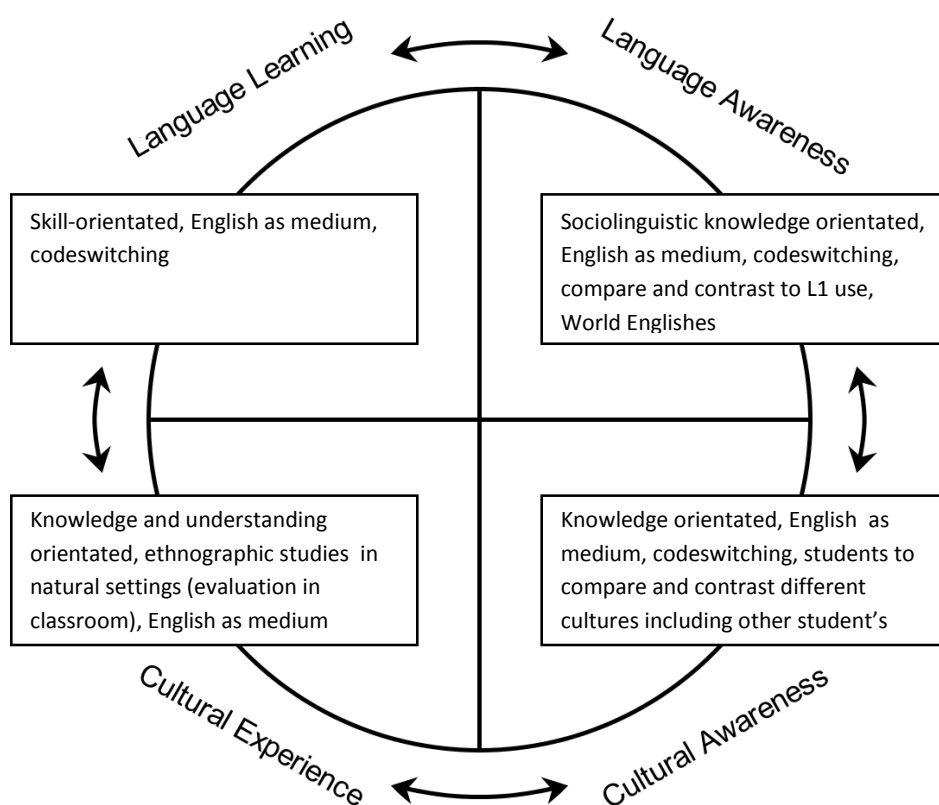 Language Learning
Language Awareness
Skill-orientated, English as medium,
codeswitching
Sociolinguistic knowledge orientated,
English as medium, codeswitching,
compare and contrast to L1 use,
World Englishes
Knowledge and understanding
orientated, ethnographic studies in
natural settings (evaluation in
classroom), English as medium
Knowledge orientated, English as
medium, codeswitching, students to
compare and contrast different
cultures including other student’s
Cultural Experience
Cultural Awareness